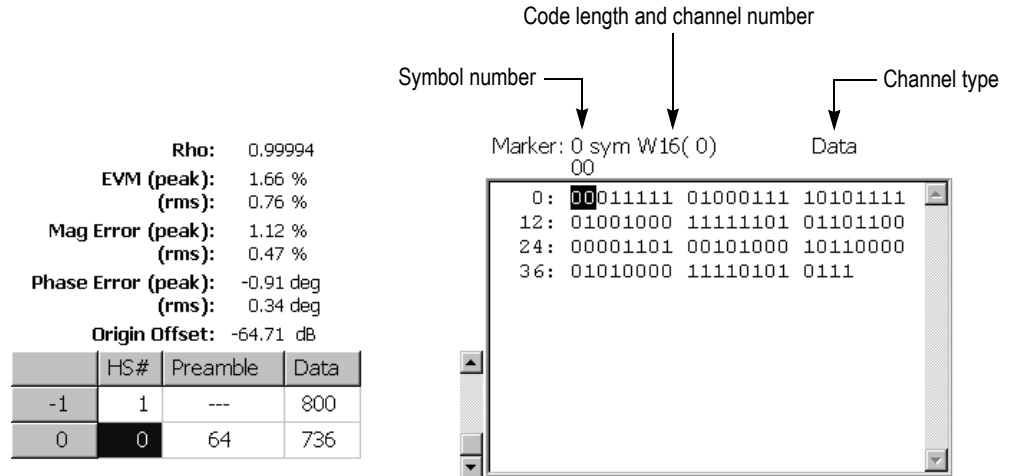 Code length and channel number
Symbol number
Channel type
Marker: 0 sym W16( 0) Data
00
Rho: 0.99994
EVM (peak): 1.66 %
(rms): 0.76 %
Mag Error (peak): 1.12 %
(rms): 0.47 %
Phase Error (peak): -0.91 deg
(rms): 0.34 deg
Origin Offset: -64.71 dB
HS# Preamble Data
-1 1 --- 800
0 0 64 736
0: 00011111 01000111 10101111
12: 01001000 11111101 01101100
24: 00001101 00101000 10110000
36: 01010000 11110101 0111